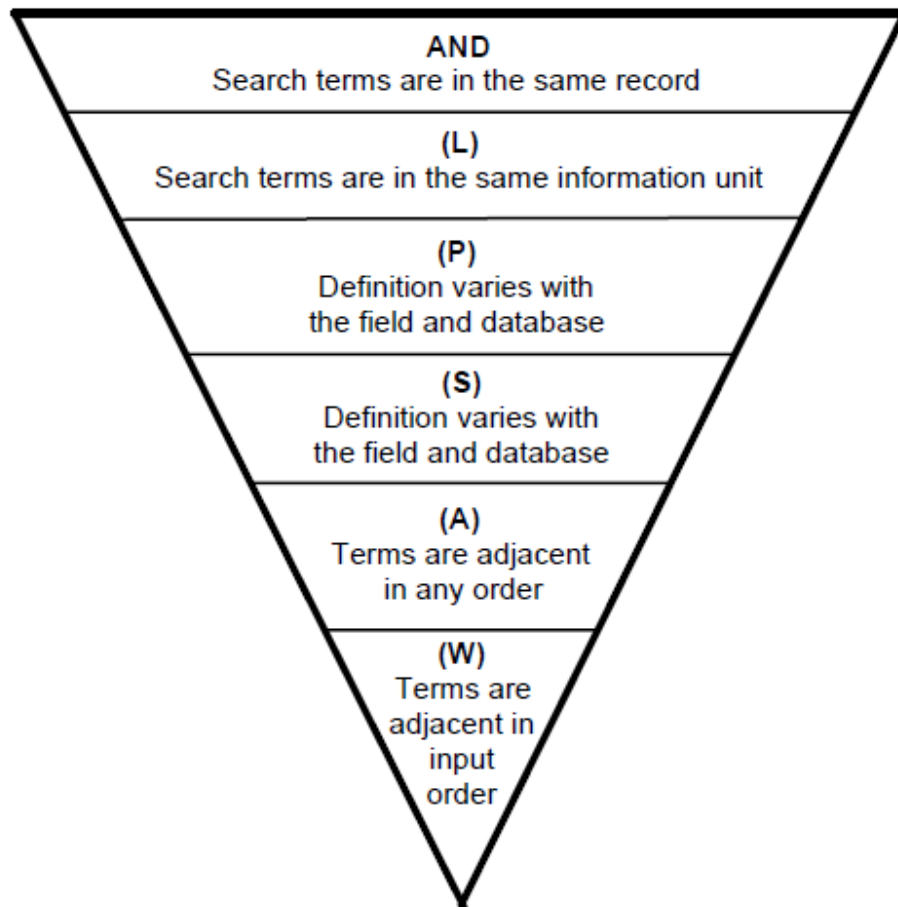 AND
Search terms are in the same record
(L)
Search terms are in the same information unit
(P)
Definition varies with
the field and database
(S)
Definition varies with
the field and database
(A)
Terms are adjacent
in any order
(W)
Terms are
adjacent in
input
order